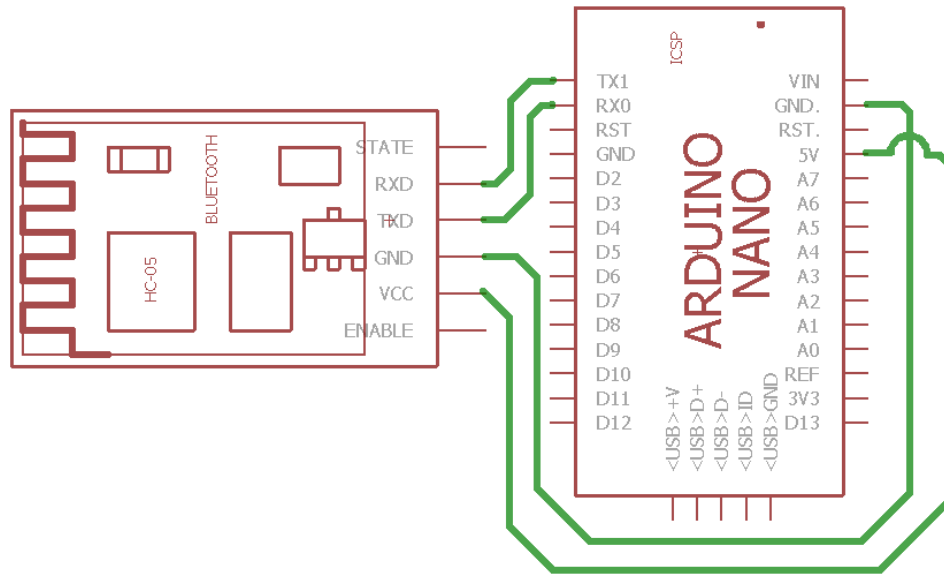 BLUETOOTH
HC-05
STATE
RXD
TXD
GND
VCC
ENABLE
ICSP
ARDUINO
NANO
TX1
RX0
RST
GND
D2
D3
D4
D5
D6
D7
D8
D9
D10
D11
D12
VIN
GND.
RST.
5V
A7
A6
A5
A4
A3
A2
A1
A0
REF
3V3
D13
<USB>+V
<USB>D+
<USB>D-
<USB>ID
<USB>GND